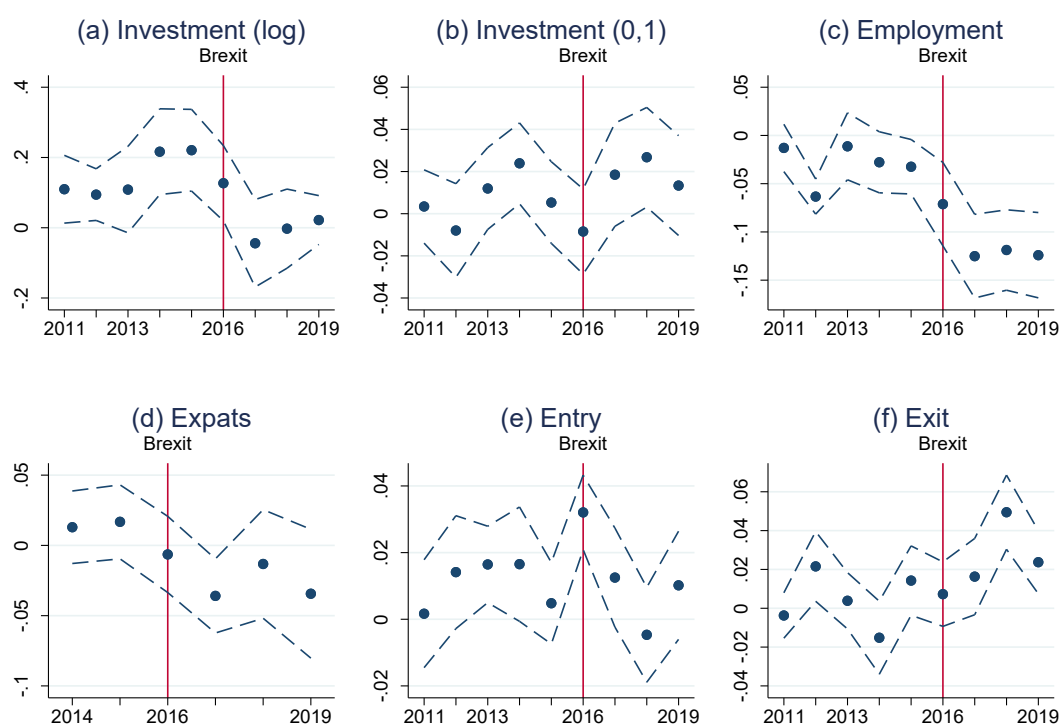 (a) Investment (log)
Brexit
.4
.2
0
-.2
2011 2013 2016 2019
(b) Investment (0,1)
Brexit
.06
.04
.02
0
-.02
-.04
2011 2013 2016 2019
(c) Employment
Brexit
.05
0
-.05
-.1
-.15
2011 2013 2016 2019
(d) Expats
Brexit
.05
0
-.05
-.1
2014 2016 2019
(e) Entry
Brexit
.04
.02
0
-.02
2011 2013 2016 2019
(f) Exit
Brexit
.06
.04
.02
0
-.02
-.04
2011 2013 2016 2019